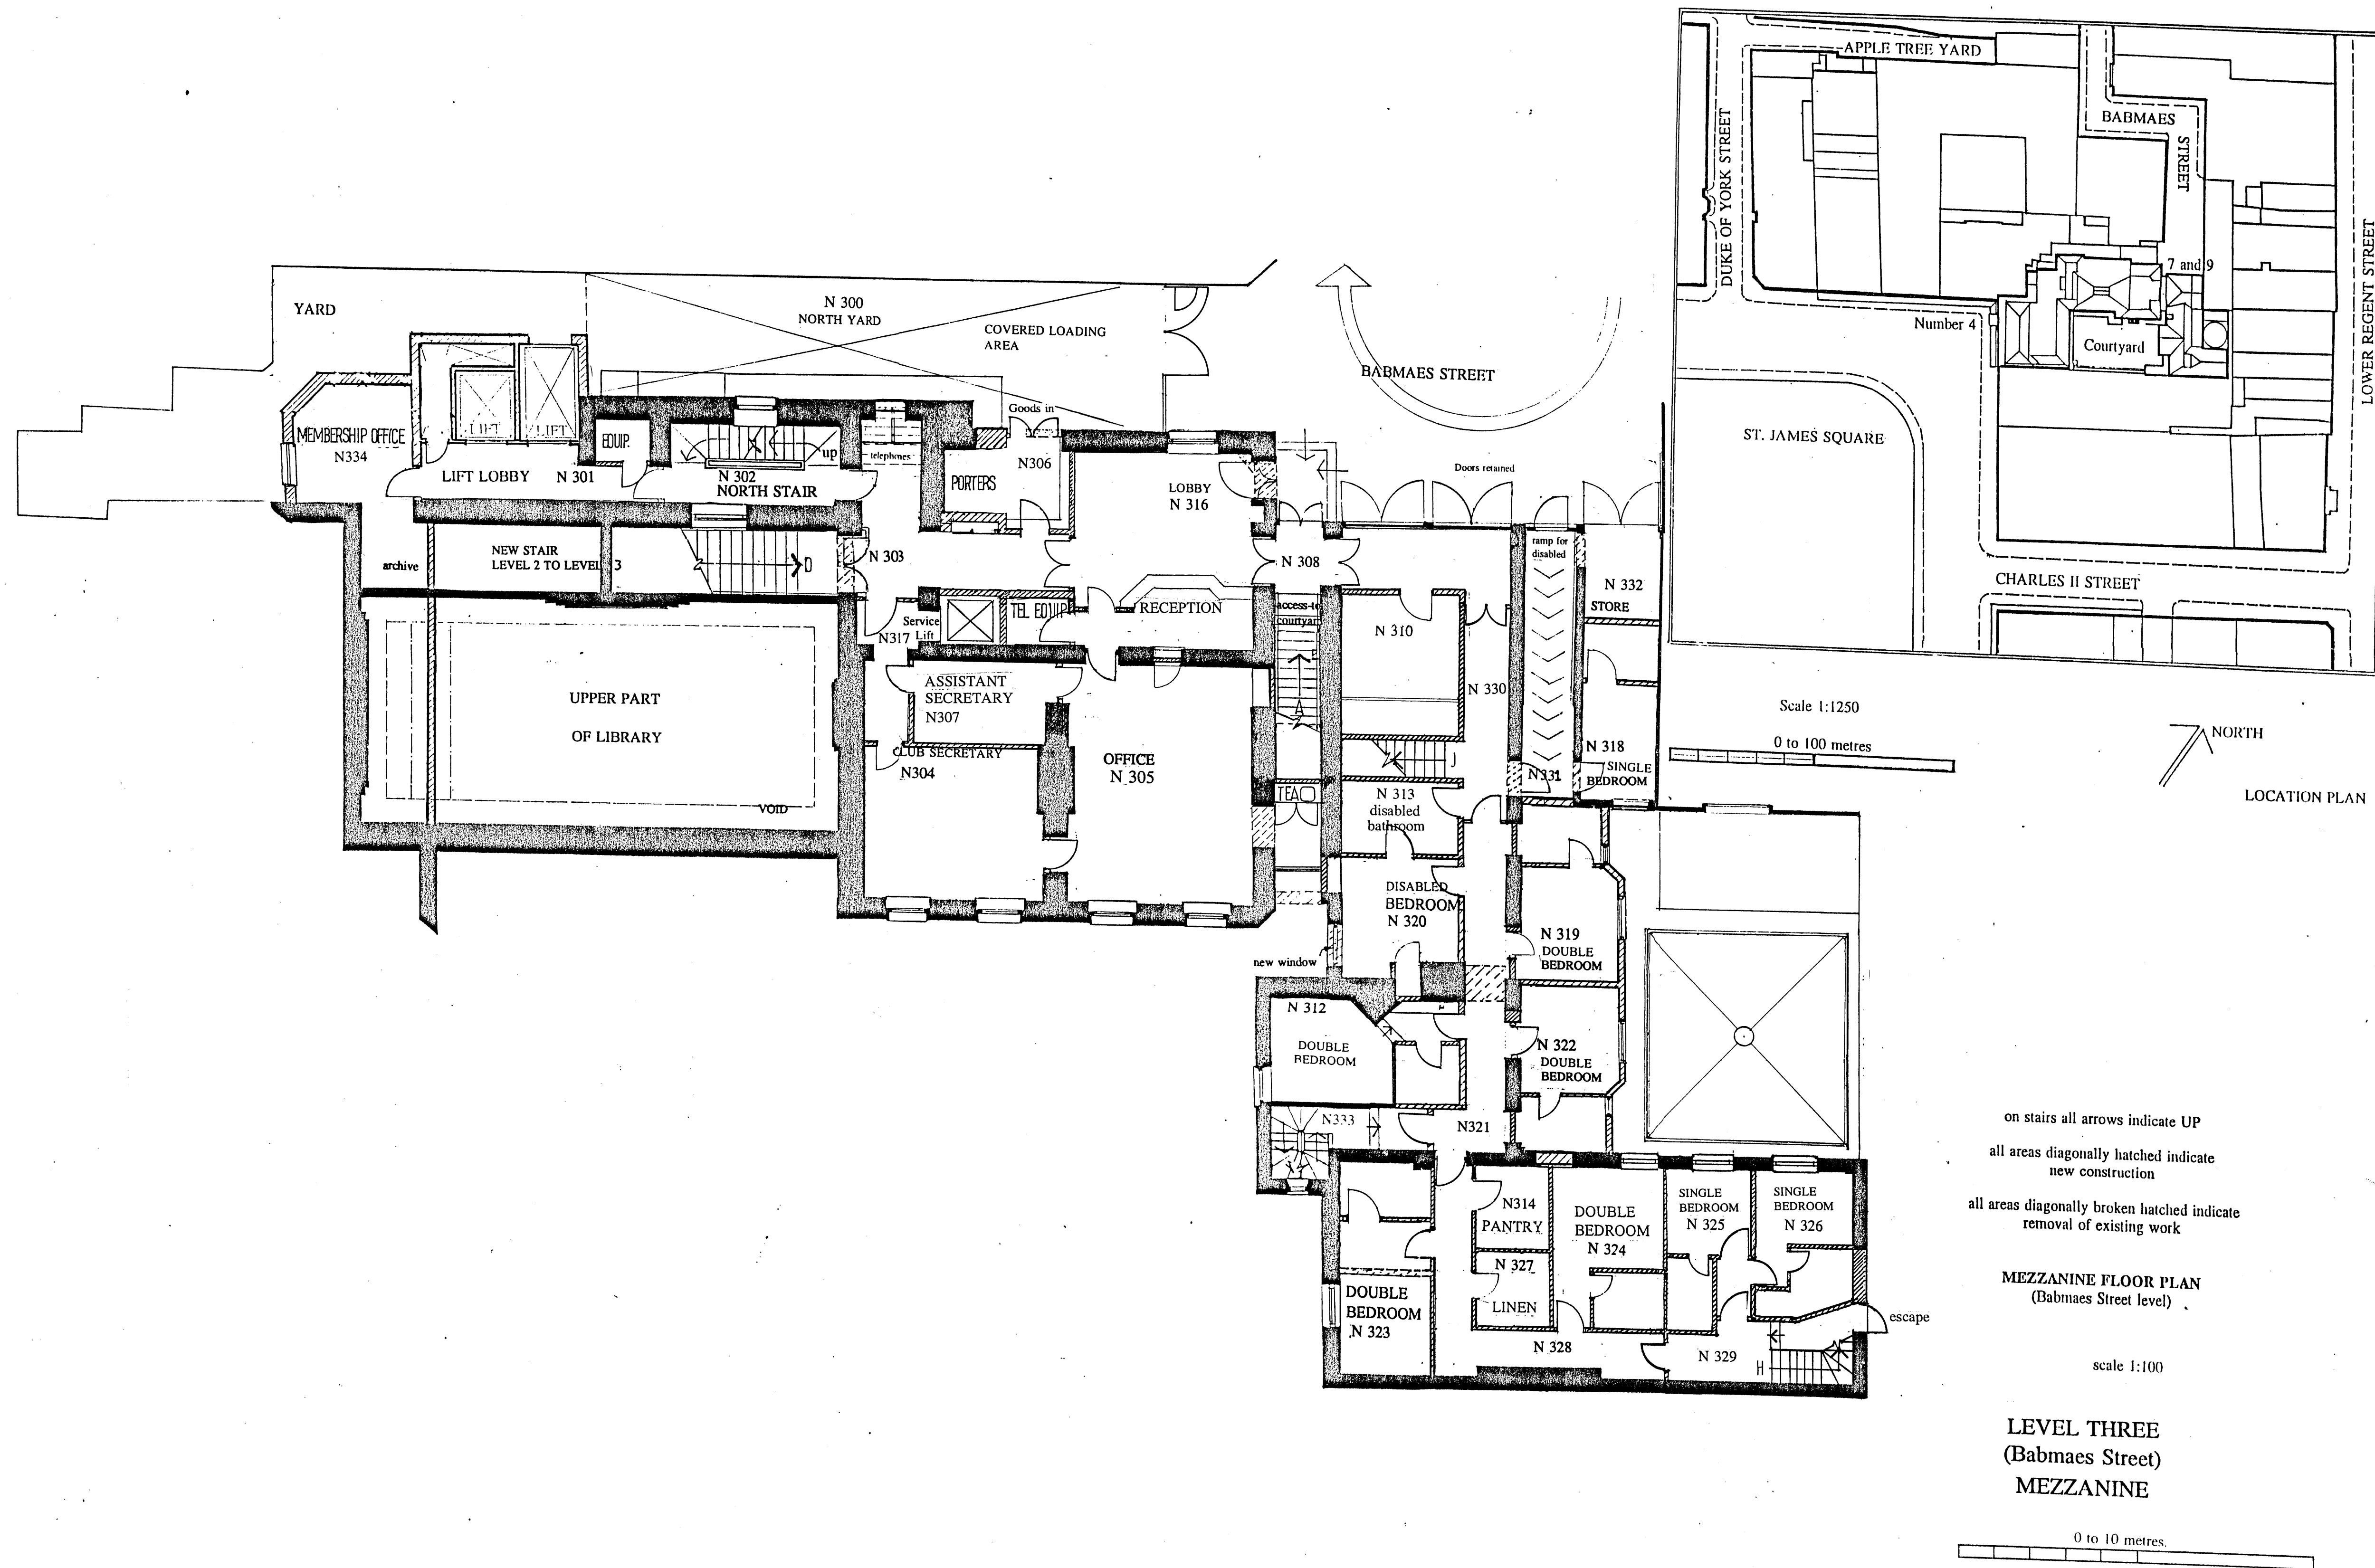 YARD
N 300
NORTH YARD
COVERED LOADING
AREA
BABMAES STREET
MEMBERSHIP OFFICE
N334
LIFT
LIFT
LIFT LOBBY
N 301
EQUIP.
N 302
NORTH STAIR
up
telephones
Goods in
N306
PORTERS
LOBBY
N 316
Doors retained
archive
NEW STAIR
LEVEL 2 TO LEVEL 3
N 303
N 308
ramp for
disabled
N 332
STORE
Service
Lift
N317
TEL EQUIP
RECEPTION
access to
courtyard
N 310
N 330
UPPER PART
OF LIBRARY
VOID
ASSISTANT
SECRETARY
N307
CLUB SECRETARY
N304
OFFICE
N 305
A
TEA
N 318
SINGLE
BEDROOM
N331
N 313
disabled
bathroom
DISABLED
BEDROOM
N 320
new window
N 319
DOUBLE
BEDROOM
N 312
DOUBLE
BEDROOM
N 322
DOUBLE
BEDROOM
N333
N321
N314
PANTRY
DOUBLE
BEDROOM
N 324
SINGLE
BEDROOM
N 325
SINGLE
BEDROOM
N 326
N 327
LINEN
DOUBLE
BEDROOM
N 323
N 328
N 329
H
escape
APPLE TREE YARD
BABMAES
STREET
DUKE OF YORK STREET
LOWER REGENT STREET
7 and 9
Number 4
Courtyard
ST. JAMES SQUARE
CHARLES II STREET
Scale 1:1250
0 to 100 metres
NORTH
LOCATION PLAN
on stairs all arrows indicate UP
all areas diagonally hatched indicate
new construction
all areas diagonally broken hatched indicate
removal of existing work
MEZZANINE FLOOR PLAN
(Babmaes Street level)
scale 1:100
LEVEL THREE
(Babmaes Street)
MEZZANINE
0 to 10 metres.